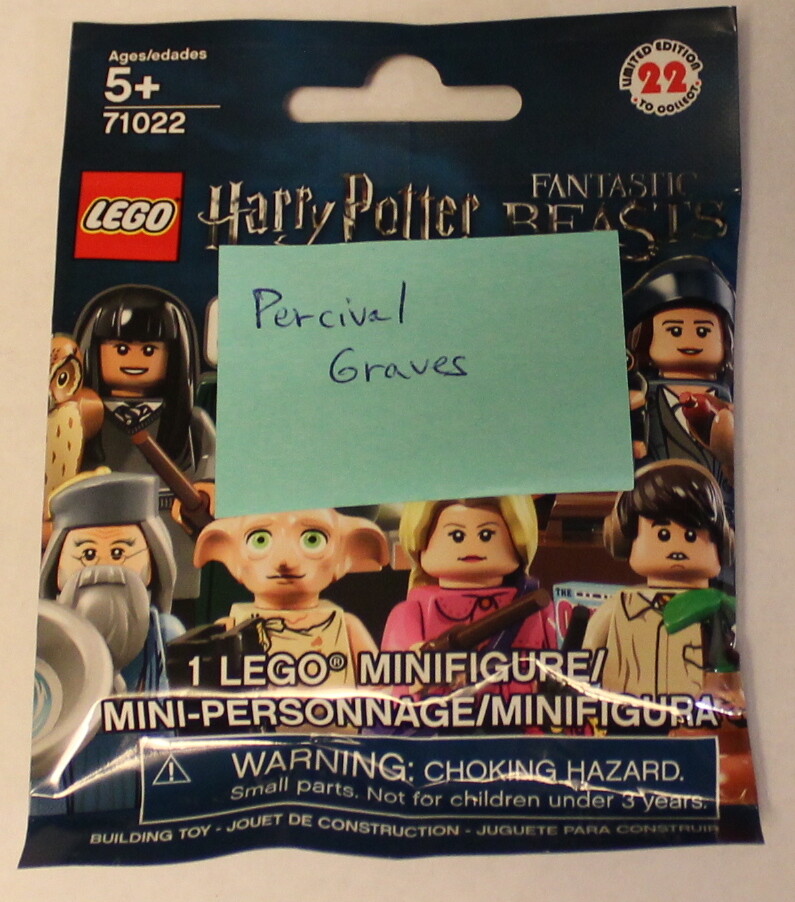 Ages/edades
5+
71022
LIMITED EDITION
22
TO COLLECT
LEGO
Harry Potter
FANTASTIC
BEASTS
Percival
Graves
THE
1 LEGO® MINIFIGURE/
MINI-PERSONNAGE/MINIFIGURA
WARNING: CHOKING HAZARD.
Small parts. Not for children under 3 years.
BUILDING TOY - JOUET DE CONSTRUCTION - JUGUETE PARA CONSTRUIR